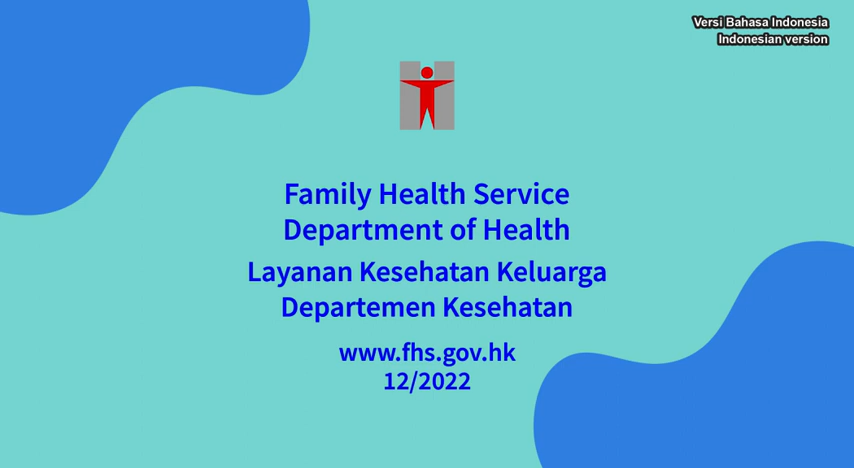 Versi Bahasa Indonesia
Indonesian version
Family Health Service
Department of Health
Layanan Kesehatan Keluarga
Departemen Kesehatan
www.fhs.gov.hk
12/2022